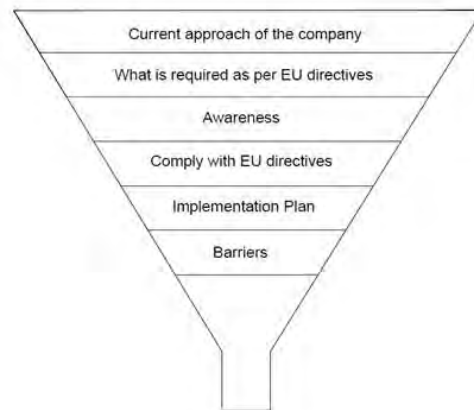 Current approach of the company
What is required as per EU directives
Awareness
Comply with EU directives
Implementation Plan
Barriers